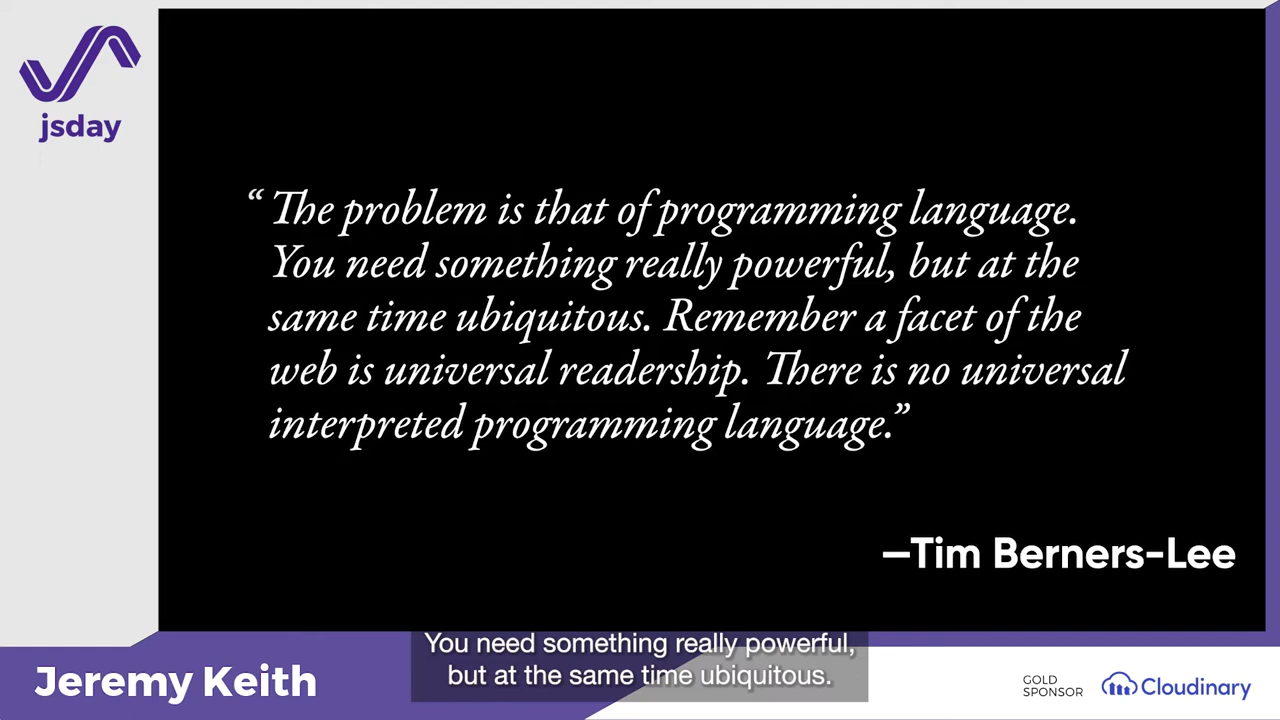 jsday
“ The problem is that of programming language.
You need something really powerful, but at the
same time ubiquitous. Remember a facet of the
web is universal readership. There is no universal
interpreted programming language.”
—Tim Berners-Lee
You need something really powerful,
but at the same time ubiquitous.
Jeremy Keith
GOLD
SPONSOR
Cloudinary